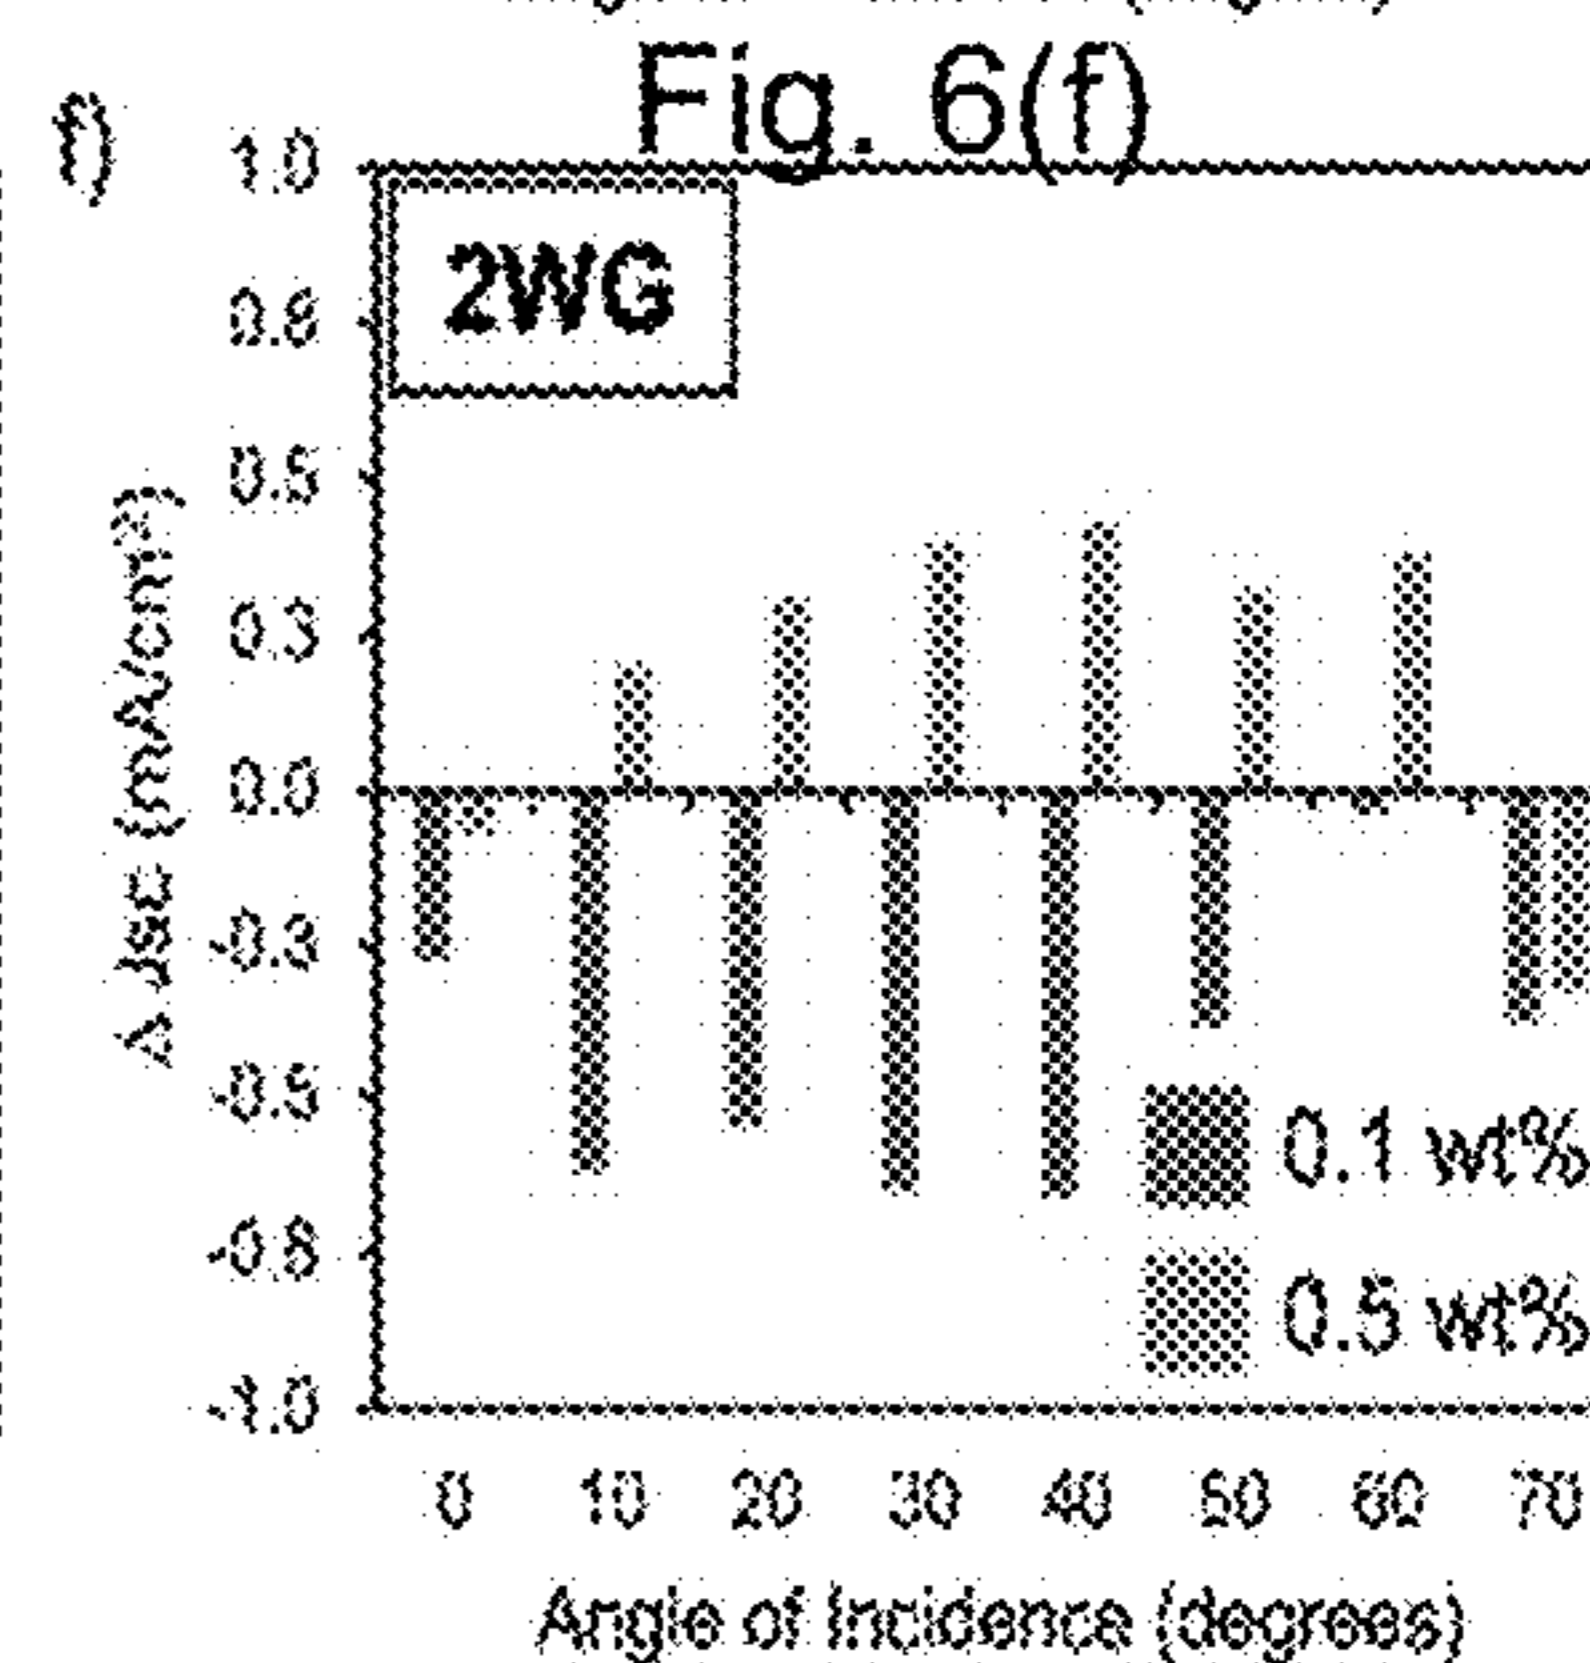 Fig. 6(f)
f)
2WG
1.0
0.8
0.5
0.3
0.0
-0.3
-0.5
-0.8
-1.0
Δ Jsc (mA/cm²)
0.1 wt%
0.5 wt%
0 10 20 30 40 50 60 70
Angle of Incidence (degrees)